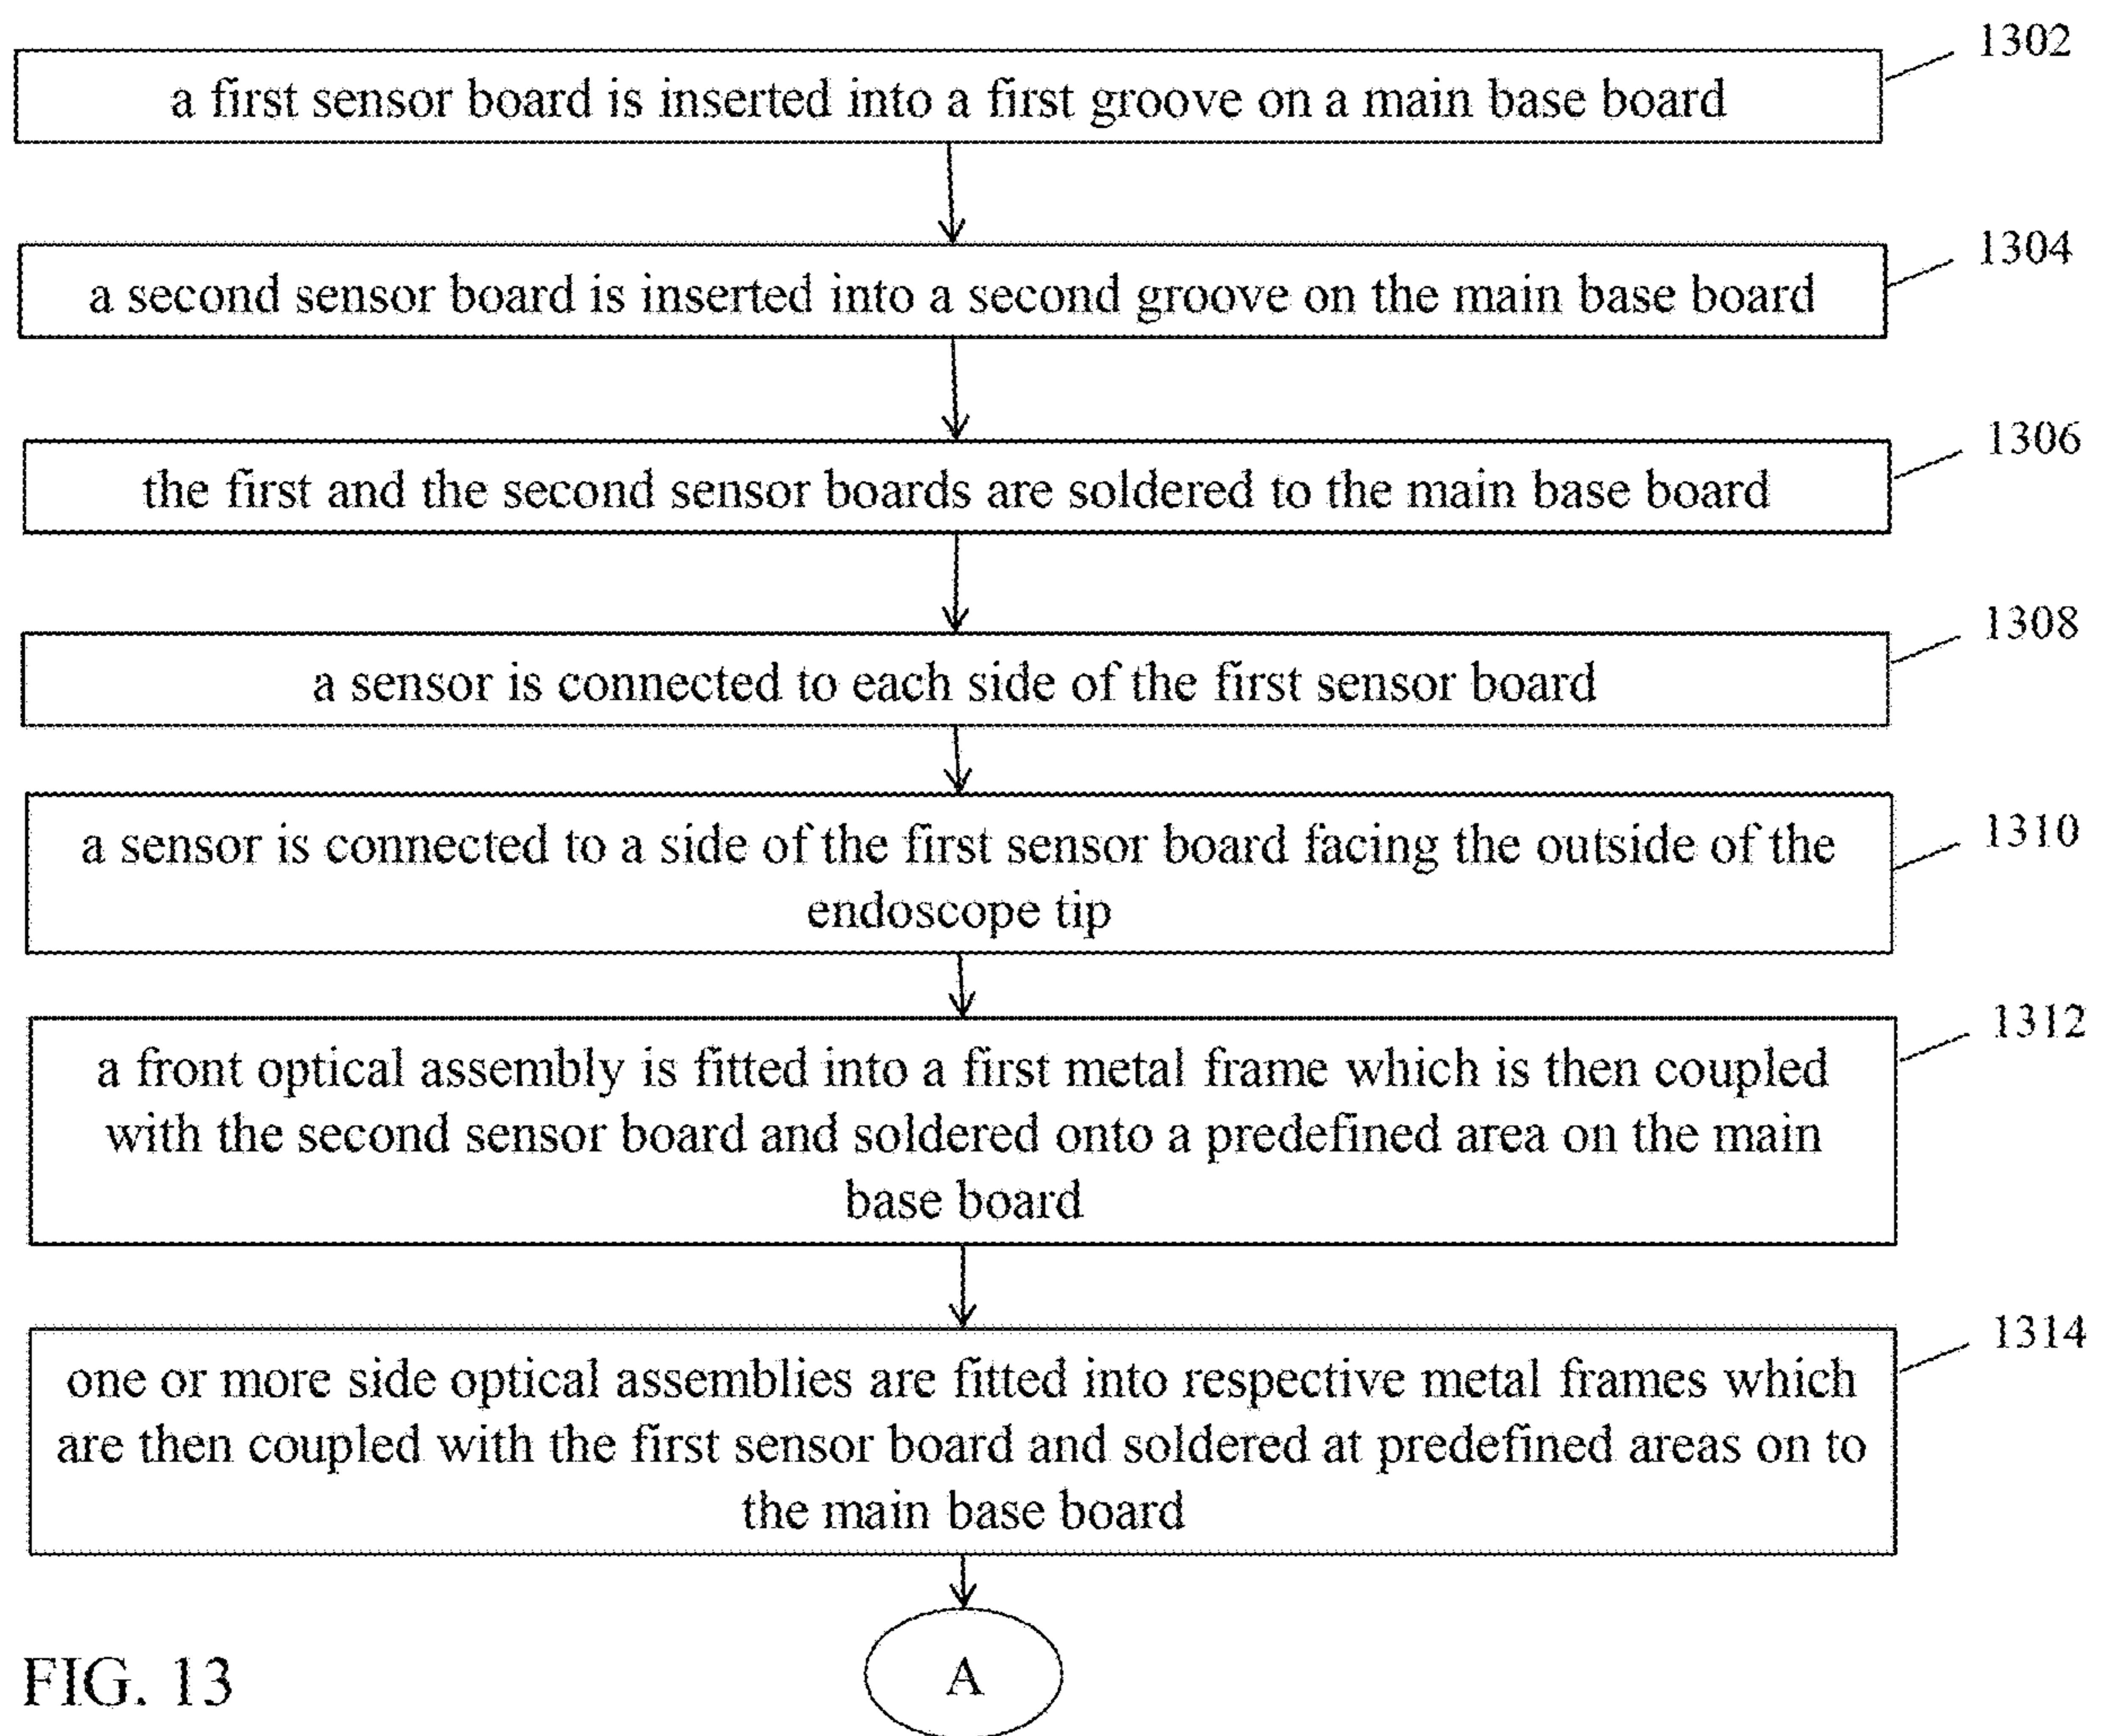 1302
a first sensor board is inserted into a first groove on a main base board
1304
a second sensor board is inserted into a second groove on the main base board
1306
the first and the second sensor boards are soldered to the main base board
1308
a sensor is connected to each side of the first sensor board
1310
a sensor is connected to a side of the first sensor board facing the outside of the
endoscope tip
1312
a front optical assembly is fitted into a first metal frame which is then coupled
with the second sensor board and soldered onto a predefined area on the main
base board
1314
one or more side optical assemblies are fitted into respective metal frames which
are then coupled with the first sensor board and soldered at predefined areas on to
the main base board
A
FIG. 13